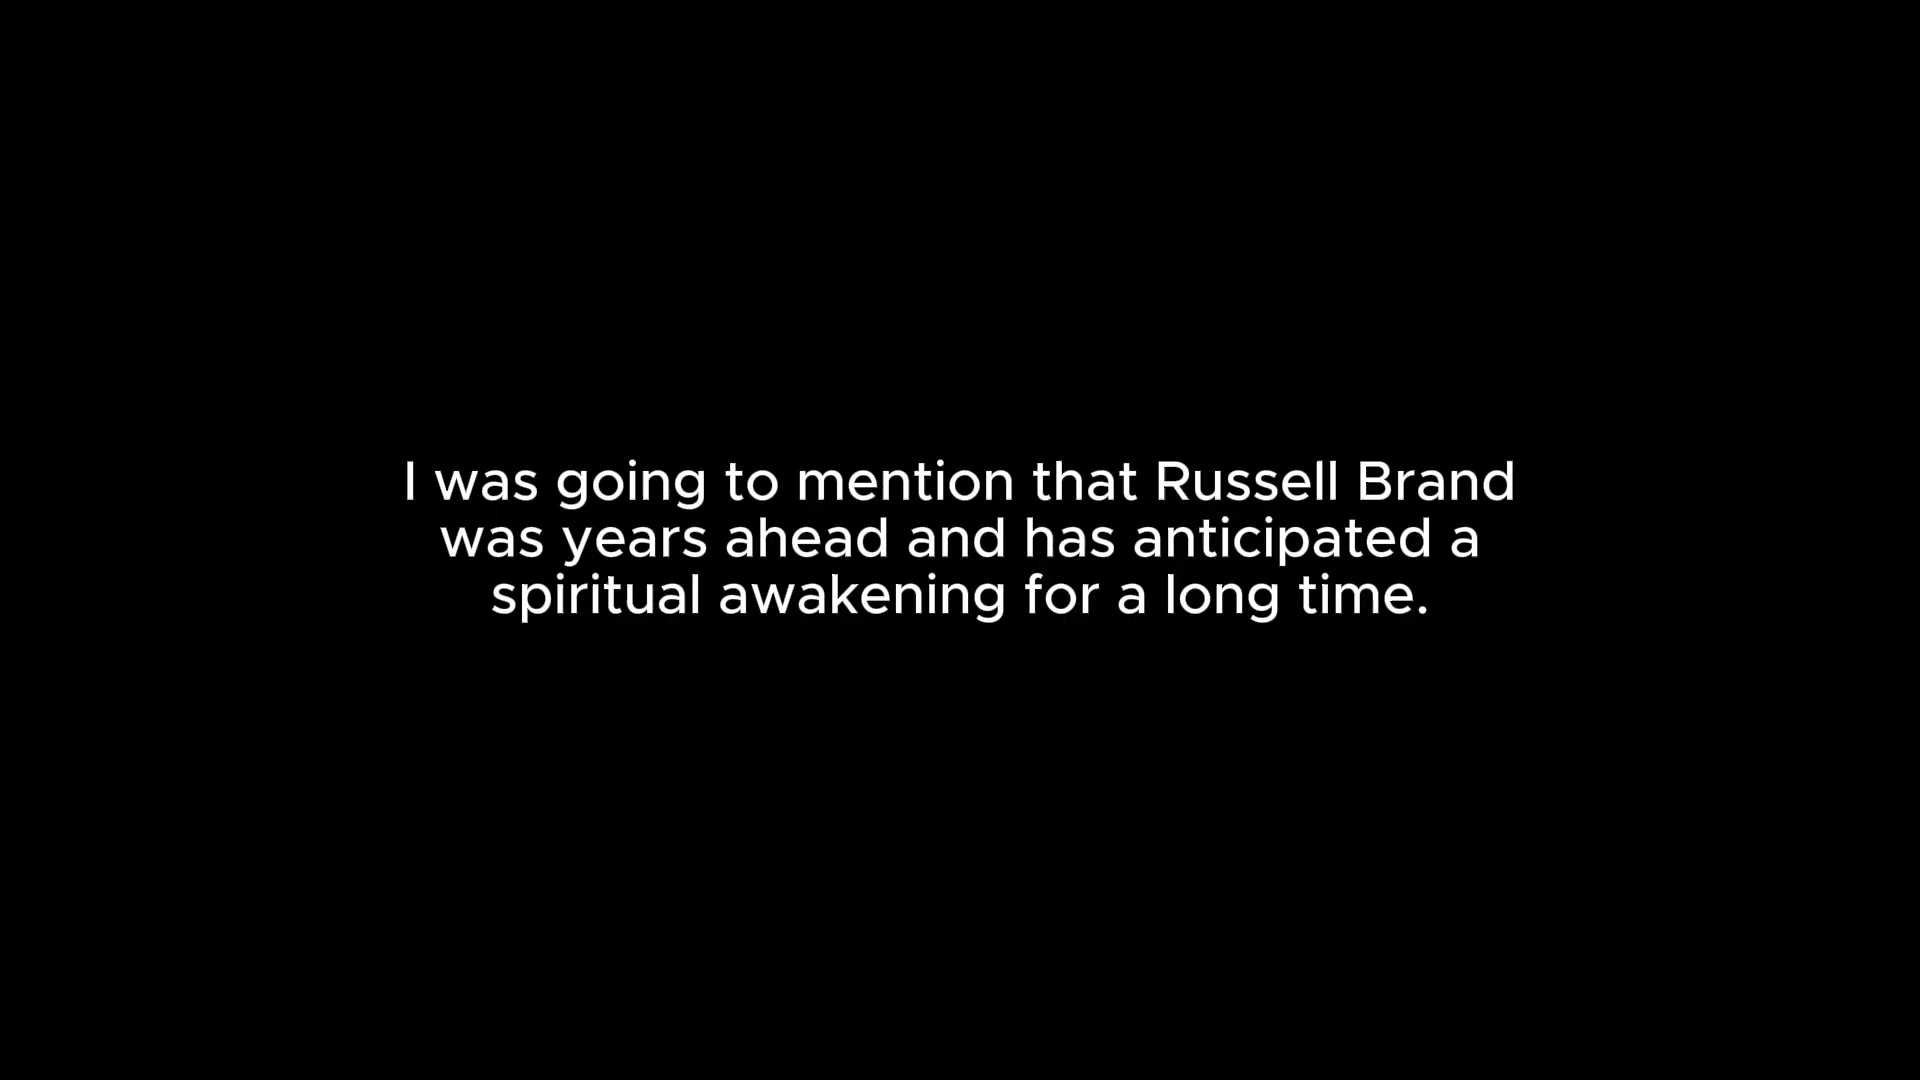 I was going to mention that Russell Brand
was years ahead and has anticipated a
spiritual awakening for a long time.